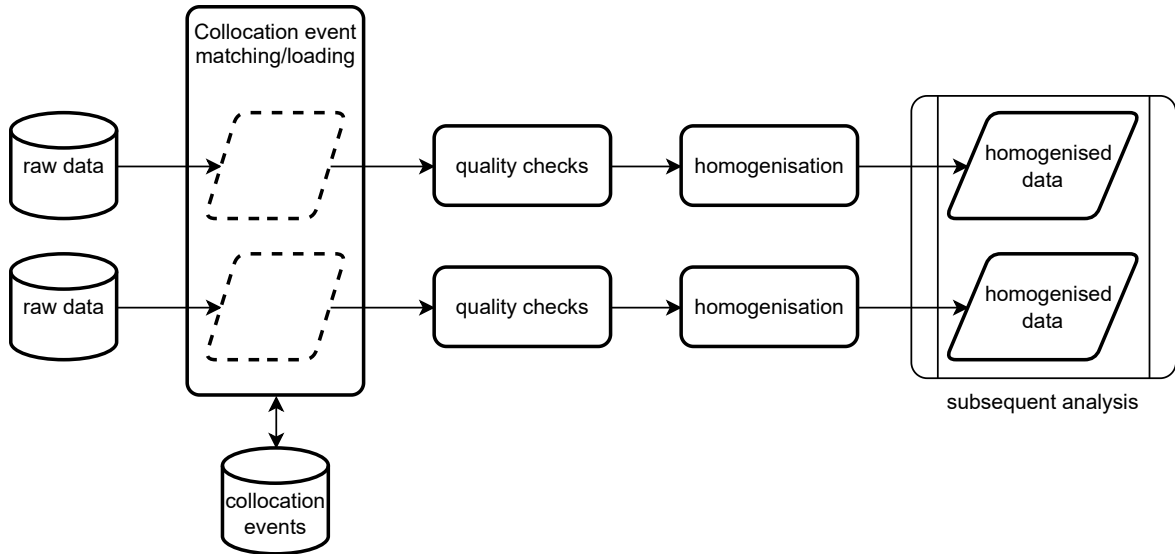 Collocation event
matching/loading
raw data
quality checks
homogenisation
homogenised
data
raw data
quality checks
homogenisation
homogenised
data
subsequent analysis
collocation
events